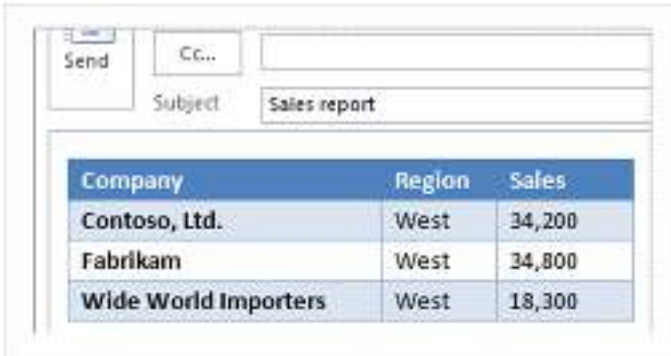 Send
Cc...
Subject Sales report
Company Region Sales
Contoso, Ltd. West 34,200
Fabrikam West 34,800
Wide World Importers West 18,300